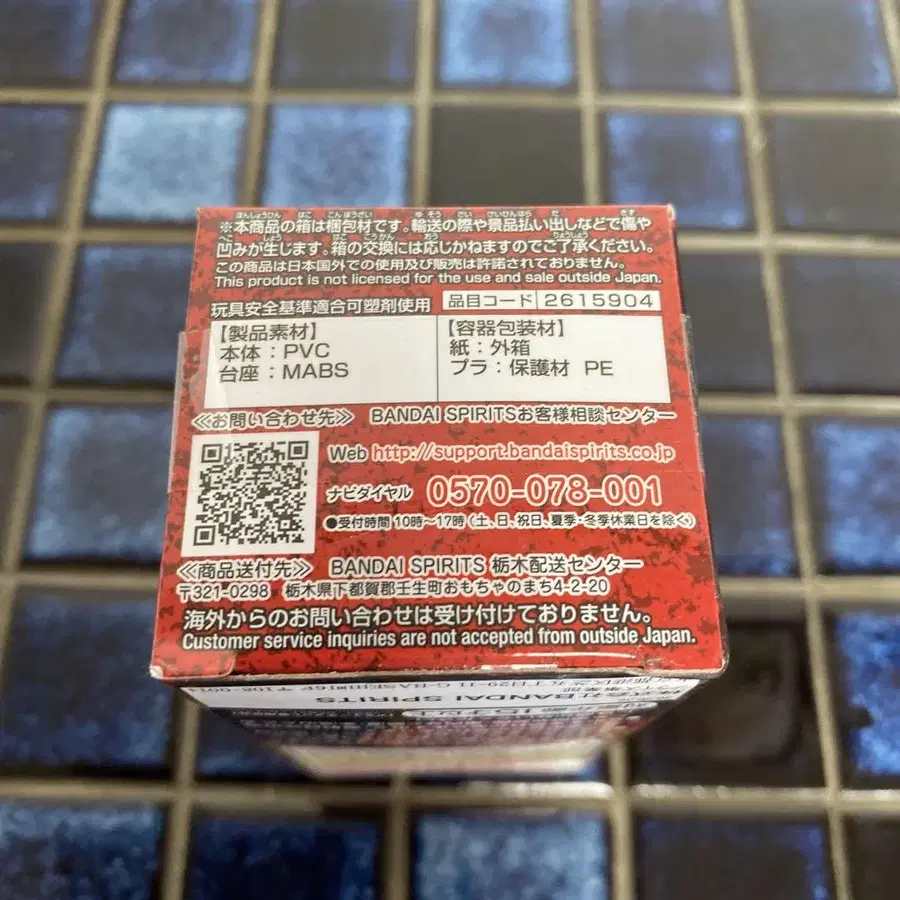 ※本商品の箱は梱包材です。輸送の際や景品払い出しなどで傷や
凹みが生じます。箱の交換には応じかねますのでご了承ください。
この商品は日本国外での使用及び販売は許諾されておりません。
This product is not licensed for the use and sale outside Japan.
玩具安全基準適合可塑剤使用 品目コード 2615904
【製品素材】
本体：PVC
台座：MABS
【容器包装材】
紙：外箱
プラ：保護材 PE
≪お問い合わせ先≫ BANDAI SPIRITSお客様相談センター
Web http://support.bandaispirits.co.jp
ナビダイヤル 0570-078-001
●受付時間 10時〜17時（土、日、祝日、夏季・冬季休業日を除く）
≪商品送付先≫ BANDAI SPIRITS 栃木配送センター
〒321-0298 栃木県下都賀郡壬生町おもちゃのまち4-2-20
海外からのお問い合わせは受け付けておりません。
Customer service inquiries are not accepted from outside Japan.
BANDAI SPIRITS